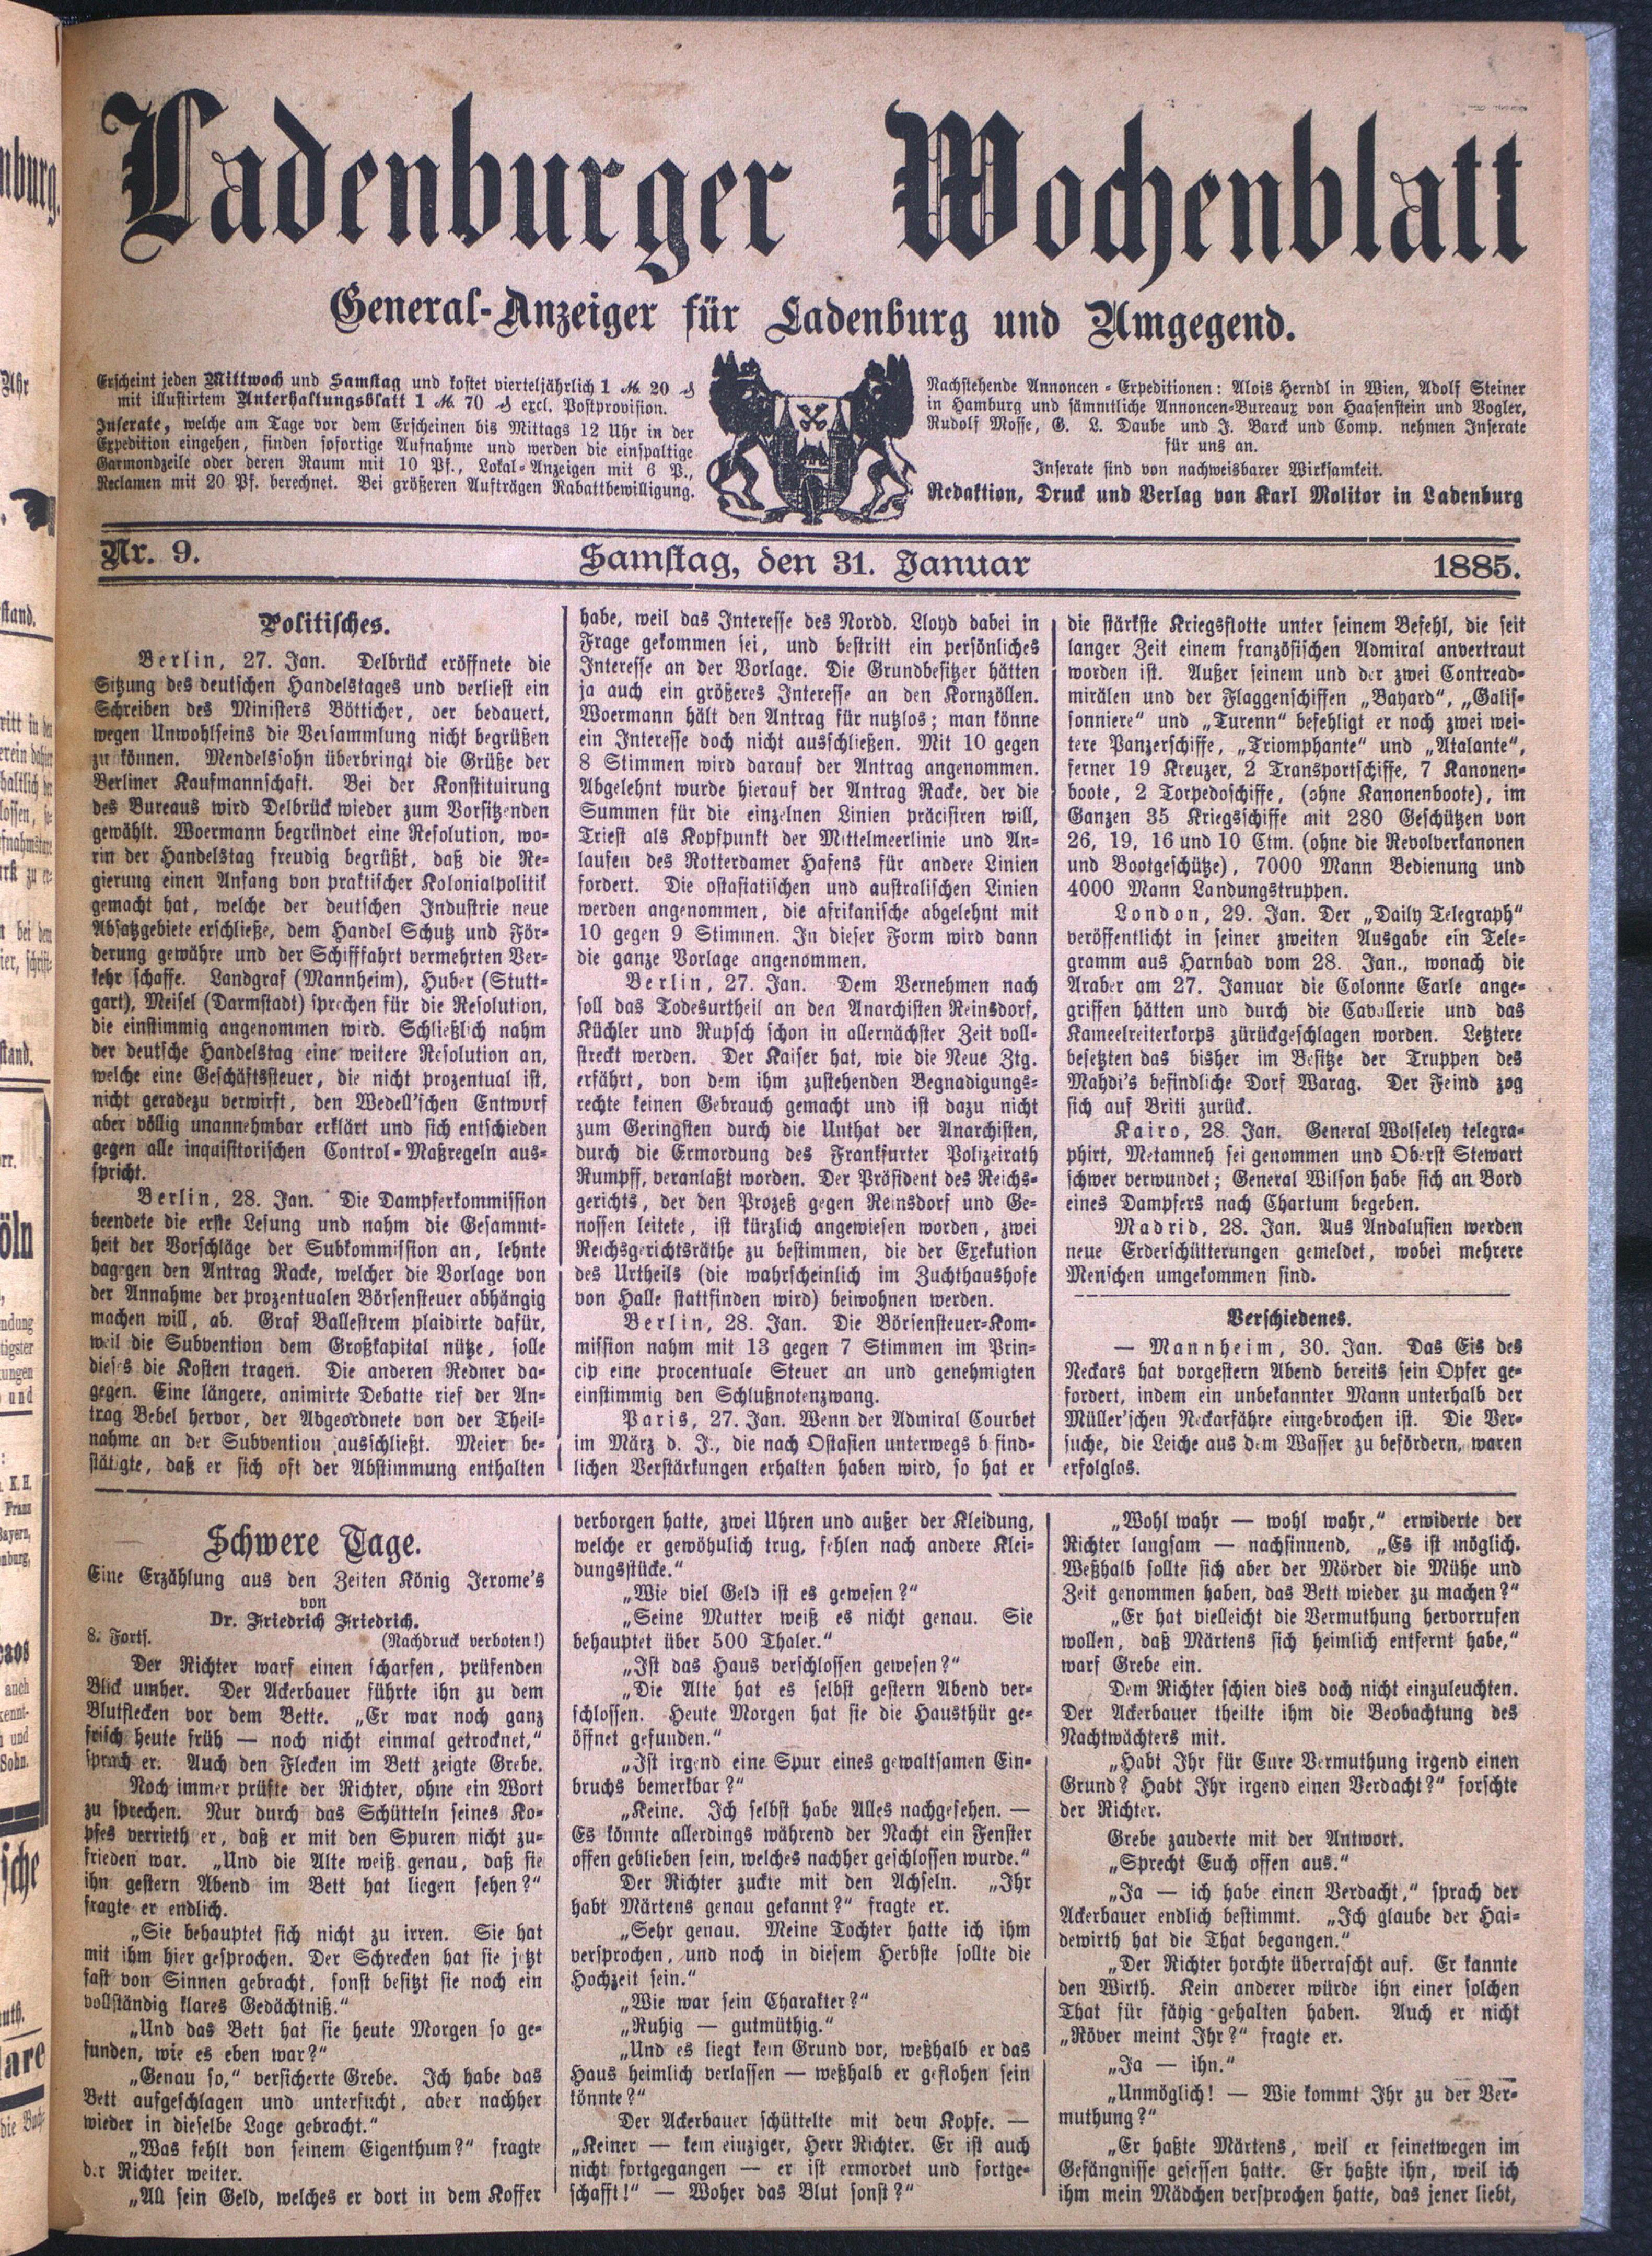 Ladenburger Wochenblatt
General-Anzeiger für Ladenburg und Umgegend.
Erscheint jeden Mittwoch und Samstag und kostet vierteljährlich 1 M. 20 ₰
mit illustirtem Unterhaltungsblatt 1 M. 70 ₰ excl. Postprovision.
Inserate, welche am Tage vor dem Erscheinen bis Mittags 12 Uhr in der
Expedition eingehen, finden sofortige Aufnahme und werden die einspaltige
Garmondzeile oder deren Raum mit 10 Pf., Lokal-Anzeigen mit 6 P.,
Reclamen mit 20 Pf. berechnet. Bei größeren Aufträgen Rabattbewilligung.
Nachstehende Annoncen-Expeditionen: Alois Herndl in Wien, Adolf Steiner
in Hamburg und sämmtliche Annoncen-Bureaux von Haasenstein und Vogler,
Rudolf Mosse, G. L. Daube und J. Barck und Comp. nehmen Inserate
für uns an.
Inserate sind von nachweisbarer Wirksamkeit.
Redaktion, Druck und Verlag von Karl Molitor in Ladenburg
Nr. 9. Samstag, den 31. Januar 1885.
Politisches.
Berlin, 27. Jan. Delbrück eröffnete die
Sitzung des deutschen Handelstages und verliest ein
Schreiben des Ministers Bötticher, der bedauert,
wegen Unwohlseins die Versammlung nicht begrüßen
zu können. Mendelssohn überbringt die Grüße der
Berliner Kaufmannschaft. Bei der Konstituirung
des Bureaus wird Delbrück wieder zum Vorsitzenden
gewählt. Woermann begründet eine Resolution, wo-
rin der Handelstag freudig begrüßt, daß die Re-
gierung einen Anfang von praktischer Kolonialpolitik
gemacht hat, welche der deutschen Industrie neue
Absatzgebiete erschließe, dem Handel Schutz und För-
derung gewähre und der Schifffahrt vermehrten Ver-
kehr schaffe. Landgraf (Mannheim), Huber (Stutt-
gart), Meisel (Darmstadt) sprechen für die Resolution,
die einstimmig angenommen wird. Schließlich nahm
der deutsche Handelstag eine weitere Resolution an,
welche eine Geschäftssteuer, die nicht prozentual ist,
nicht geradezu verwirft, den Wedell'schen Entwurf
aber völlig unannehmbar erklärt und sich entschieden
gegen alle inquisitorischen Control-Maßregeln aus-
spricht.
Berlin, 28. Jan. Die Dampferkommission
beendete die erste Lesung und nahm die Gesammt-
heit der Vorschläge der Subkommission an, lehnte
dagegen den Antrag Racke, welcher die Vorlage von
der Annahme der prozentualen Börsensteuer abhängig
machen will, ab. Graf Ballestrem plaidirte dafür,
weil die Subvention dem Großkapital nütze, solle
dieses die Kosten tragen. Die anderen Redner da-
gegen. Eine längere, animirte Debatte rief der An-
trag Bebel hervor, der Abgeordnete von der Theil-
nahme an der Subvention ausschließt. Meier be-
stätigte, daß er sich oft der Abstimmung enthalten
habe, weil das Interesse des Nordd. Lloyd dabei in
Frage gekommen sei, und bestritt ein persönliches
Interesse an der Vorlage. Die Grundbesitzer hätten
ja auch ein größeres Interesse an den Kornzöllen.
Woermann hält den Antrag für nutzlos; man könne
ein Interesse doch nicht ausschließen. Mit 10 gegen
8 Stimmen wird darauf der Antrag angenommen.
Abgelehnt wurde hierauf der Antrag Racke, der die
Summen für die einzelnen Linien präcisiren will,
Triest als Kopfpunkt der Mittelmeerlinie und An-
laufen des Rotterdamer Hafens für andere Linien
fordert. Die ostasiatischen und australischen Linien
werden angenommen, die afrikanische abgelehnt mit
10 gegen 9 Stimmen. In dieser Form wird dann
die ganze Vorlage angenommen.
Berlin, 27. Jan. Dem Vernehmen nach
soll das Todesurtheil an den Anarchisten Reinsdorf,
Küchler und Rupsch schon in allernächster Zeit voll-
streckt werden. Der Kaiser hat, wie die Neue Ztg.
erfährt, von dem ihm zustehenden Begnadigungs-
rechte keinen Gebrauch gemacht und ist dazu nicht
zum Geringsten durch die Unthat der Anarchisten,
durch die Ermordung des Frankfurter Polizeirath
Rumpff, veranlaßt worden. Der Präsident des Reichs-
gerichts, der den Prozeß gegen Reinsdorf und Ge-
nossen leitete, ist kürzlich angewiesen worden, zwei
Reichsgerichtsräthe zu bestimmen, die der Exekution
des Urtheils (die wahrscheinlich im Zuchthaushofe
von Halle stattfinden wird) beiwohnen werden.
Berlin, 28. Jan. Die Börsensteuer-Kom-
mission nahm mit 13 gegen 7 Stimmen im Prin-
cip eine procentuale Steuer an und genehmigten
einstimmig den Schlußnotenzwang.
Paris, 27. Jan. Wenn der Admiral Courbet
im März d. J., die nach Ostasien unterwegs b find-
lichen Verstärkungen erhalten haben wird, so hat er
die stärkste Kriegsflotte unter seinem Befehl, die seit
langer Zeit einem französischen Admiral anvertraut
worden ist. Außer seinem und der zwei Contread-
mirälen und der Flaggenschiffen „Bayard“, „Galis-
sonniere“ und „Turenn“ befehligt er noch zwei wei-
tere Panzerschiffe, „Triomphante“ und „Atalante“,
ferner 19 Kreuzer, 2 Transportschiffe, 7 Kanonen-
boote, 2 Torpedoschiffe, (ohne Kanonenboote), im
Ganzen 35 Kriegsschiffe mit 280 Geschützen von
26, 19, 16 und 10 Ctm. (ohne die Revolverkanonen
und Bootgeschütze), 7000 Mann Bedienung und
4000 Mann Landungstruppen.
London, 29. Jan. Der „Daily Telegraph“
veröffentlicht in seiner zweiten Ausgabe ein Tele-
gramm aus Harnbad vom 28. Jan., wonach die
Araber am 27. Januar die Colonne Earle ange-
griffen hätten und durch die Cavallerie und das
Kameelreiterkorps zürückgeschlagen worden. Letztere
besetzten das bisher im Besitze der Truppen des
Mahdi's befindliche Dorf Warag. Der Feind zog
sich auf Briti zurück.
Kairo, 28. Jan. General Wolseley telegra-
phirt, Metamneh sei genommen und Oberst Stewart
schwer verwundet; General Wilson habe sich an Bord
eines Dampfers nach Chartum begeben.
Madrid, 28. Jan. Aus Andalusien werden
neue Erderschütterungen gemeldet, wobei mehrere
Menschen umgekommen sind.
Verschiedenes.
— Mannheim, 30. Jan. Das Eis des
Neckars hat vorgestern Abend bereits sein Opfer ge-
fordert, indem ein unbekannter Mann unterhalb der
Müller'schen Neckarfähre eingebrochen ist. Die Ver-
suche, die Leiche aus dem Wasser zu befördern, waren
erfolglos.
Schwere Tage.
Eine Erzählung aus den Zeiten König Jerome's
von
Dr. Friedrich Friedrich.
8. Forts. (Nachdruck verboten!)
Der Richter warf einen scharfen, prüfenden
Blick umher. Der Ackerbauer führte ihn zu dem
Blutflecken vor dem Bette. „Er war noch ganz
frisch heute früh — noch nicht einmal getrocknet,“
sprach er. Auch den Flecken im Bett zeigte Grebe.
Noch immer prüfte der Richter, ohne ein Wort
zu sprechen. Nur durch das Schütteln seines Ko-
pfes verrieth er, daß er mit den Spuren nicht zu-
frieden war. „Und die Alte weiß genau, daß sie
ihn gestern Abend im Bett hat liegen sehen?“
fragte er endlich.
„Sie behauptet sich nicht zu irren. Sie hat
mit ihm hier gesprochen. Der Schrecken hat sie jetzt
fast von Sinnen gebracht, sonst besitzt sie noch ein
vollständig klares Gedächtniß.“
„Und das Bett hat sie heute Morgen so ge-
funden, wie es eben war?“
„Genau so,“ versicherte Grebe. Ich habe das
Bett aufgeschlagen und untersucht, aber nachher
wieder in dieselbe Lage gebracht.“
„Was fehlt von seinem Eigenthum?“ fragte
d.r Richter weiter.
„All sein Geld, welches er dort in dem Koffer
verborgen hatte, zwei Uhren und außer der Kleidung,
welche er gewöhulich trug, fehlen nach andere Klei-
dungsstücke.“
„Wie viel Geld ist es gewesen?“
„Seine Mutter weiß es nicht genau. Sie
behauptet über 500 Thaler.“
„Ist das Haus verschlossen gewesen?“
„Die Alte hat es selbst gestern Abend ver-
schlossen. Heute Morgen hat sie die Hausthür ge-
öffnet gefunden.“
„Ist irgend eine Spur eines gewaltsamen Ein-
bruchs bemerkbar?“
„Keine. Ich selbst habe Alles nachgesehen. —
Es könnte allerdings während der Nacht ein Fenster
offen geblieben sein, welches nachher geschlossen wurde.“
Der Richter zuckte mit den Achseln. „Ihr
habt Märtens genau gekannt?“ fragte er.
„Sehr genau. Meine Tochter hatte ich ihm
versprochen, und noch in diesem Herbste sollte die
Hochzeit sein.“
„Wie war sein Charakter?“
„Ruhig — gutmüthig.“
„Und es liegt kein Grund vor, weßhalb er das
Haus heimlich verlassen — weßhalb er geflohen sein
könnte?“
Der Ackerbauer schüttelte mit dem Kopfe. —
„Keiner — kein einziger, Herr Richter. Er ist auch
nicht fortgegangen — er ist ermordet und fortge-
schafft!“ — Woher das Blut sonst?“
„Wohl wahr — wohl wahr,“ erwiderte der
Richter langsam — nachsinnend, „Es ist möglich.
Weßhalb sollte sich aber der Mörder die Mühe und
Zeit genommen haben, das Bett wieder zu machen?“
„Er hat vielleicht die Vermuthung hervorrufen
wollen, daß Märtens sich heimlich entfernt habe,“
warf Grebe ein.
Dem Richter schien dies doch nicht einzuleuchten.
Der Ackerbauer theilte ihm die Beobachtung des
Nachtwächters mit.
„Habt Ihr für Eure Vermuthung irgend einen
Grund? Habt Ihr irgend einen Verdacht?“ forschte
der Richter.
Grebe zauderte mit der Antwort.
„Sprecht Euch offen aus.“
„Ja — ich habe einen Verdacht,“ sprach der
Ackerbauer endlich bestimmt. „Ich glaube der Hai-
dewirth hat die That begangen.“
„Der Richter horchte überrascht auf. Er kannte
den Wirth. Kein anderer würde ihn einer solchen
That für fähig gehalten haben. Auch er nicht
„Röver meint Ihr?“ fragte er.
„Ja — ihn.“
„Unmöglich! — Wie kommt Ihr zu der Ver-
muthung?“
„Er haßte Märtens, weil er seinetwegen im
Gefängnisse gesessen hatte. Er haßte ihn, weil ich
ihm mein Mädchen versprochen hatte, das jener liebt,